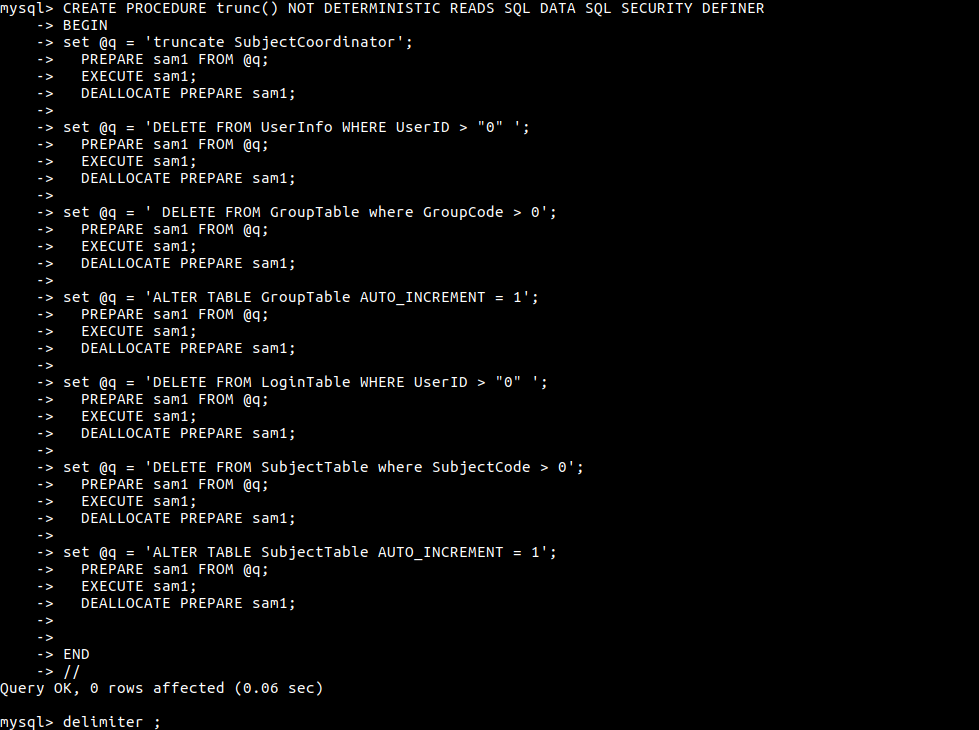 mysql> CREATE PROCEDURE trunc() NOT DETERMINISTIC READS SQL DATA SQL SECURITY DEFINER
    -> BEGIN
    -> set @q = 'truncate SubjectCoordinator';
    ->   PREPARE sam1 FROM @q;
    ->   EXECUTE sam1;
    ->   DEALLOCATE PREPARE sam1;
    ->
    -> set @q = 'DELETE FROM UserInfo WHERE UserID > "0" ';
    ->   PREPARE sam1 FROM @q;
    ->   EXECUTE sam1;
    ->   DEALLOCATE PREPARE sam1;
    ->
    -> set @q = ' DELETE FROM GroupTable where GroupCode > 0';
    ->   PREPARE sam1 FROM @q;
    ->   EXECUTE sam1;
    ->   DEALLOCATE PREPARE sam1;
    ->
    -> set @q = 'ALTER TABLE GroupTable AUTO_INCREMENT = 1';
    ->   PREPARE sam1 FROM @q;
    ->   EXECUTE sam1;
    ->   DEALLOCATE PREPARE sam1;
    ->
    -> set @q = 'DELETE FROM LoginTable WHERE UserID > "0" ';
    ->   PREPARE sam1 FROM @q;
    ->   EXECUTE sam1;
    ->   DEALLOCATE PREPARE sam1;
    ->
    -> set @q = 'DELETE FROM SubjectTable where SubjectCode > 0';
    ->   PREPARE sam1 FROM @q;
    ->   EXECUTE sam1;
    ->   DEALLOCATE PREPARE sam1;
    ->
    -> set @q = 'ALTER TABLE SubjectTable AUTO_INCREMENT = 1';
    ->   PREPARE sam1 FROM @q;
    ->   EXECUTE sam1;
    ->   DEALLOCATE PREPARE sam1;
    ->
    ->
    -> END
    -> //
Query OK, 0 rows affected (0.06 sec)

mysql> delimiter ;